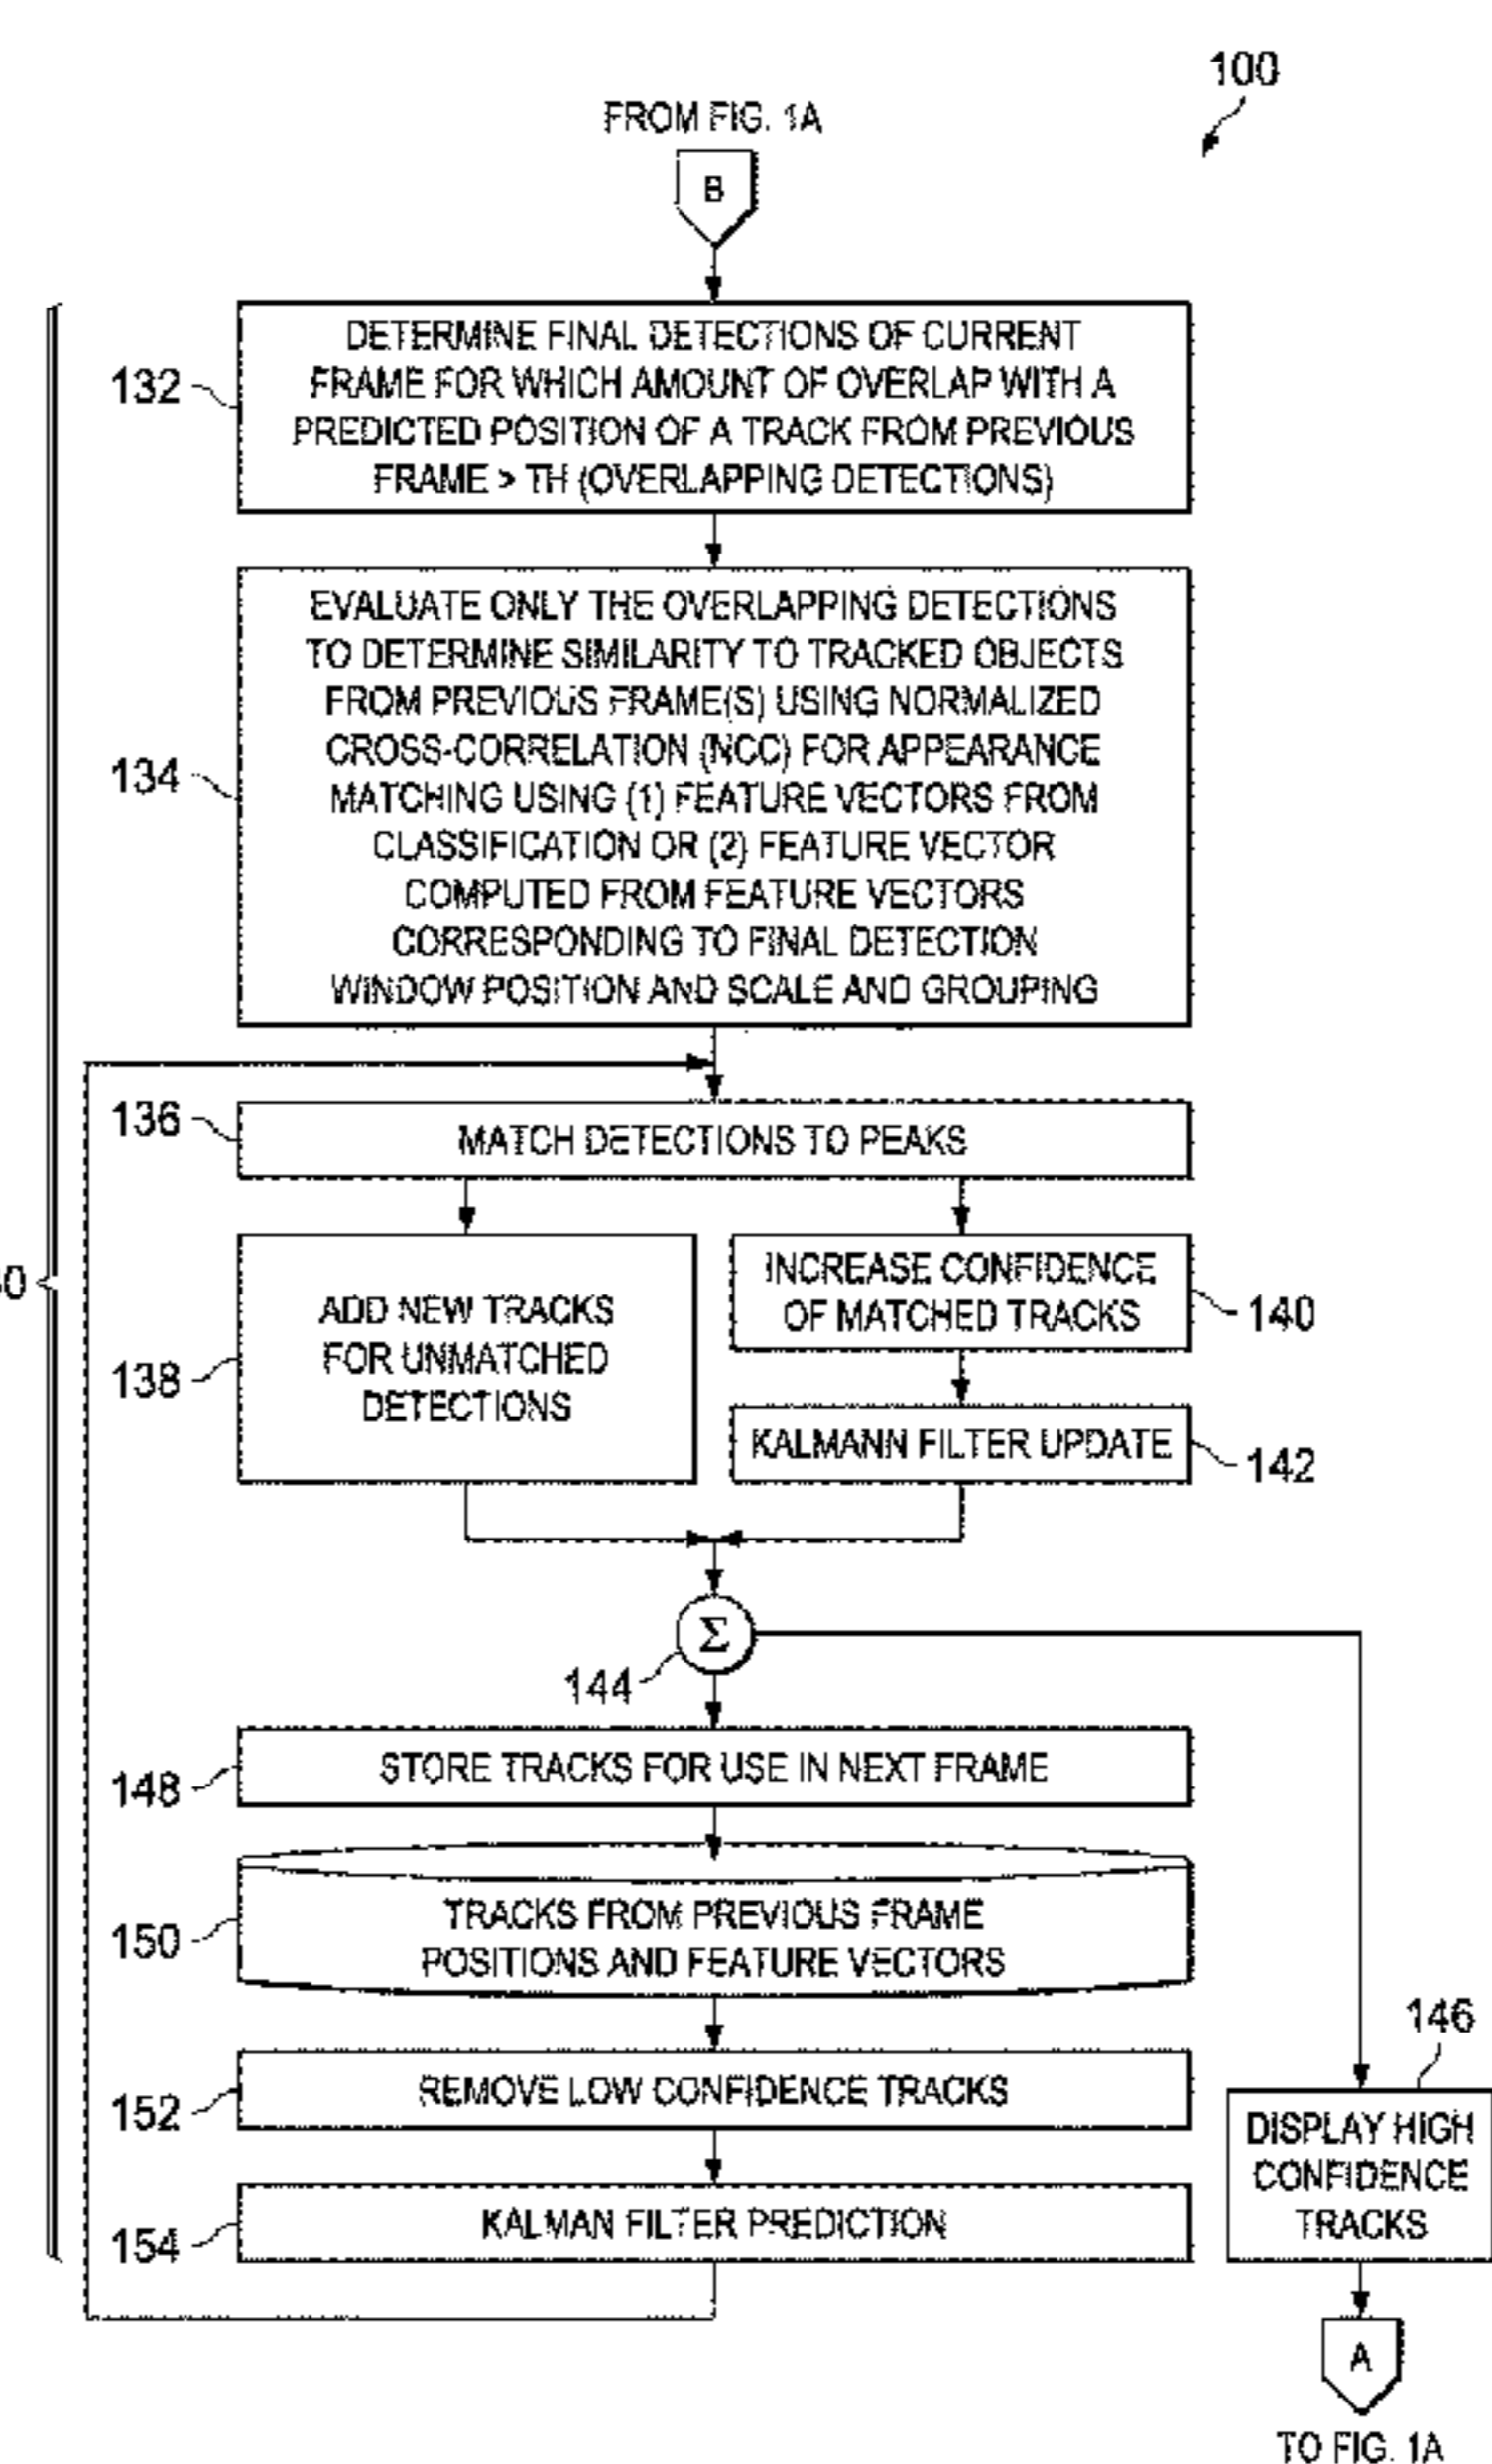 100
FROM FIG. 1A
B
132
DETERMINE FINAL DETECTIONS OF CURRENT
FRAME FOR WHICH AMOUNT OF OVERLAP WITH A
PREDICTED POSITION OF A TRACK FROM PREVIOUS
FRAME > TH (OVERLAPPING DETECTIONS)
134
EVALUATE ONLY THE OVERLAPPING DETECTIONS
TO DETERMINE SIMILARITY TO TRACKED OBJECTS
FROM PREVIOUS FRAME(S) USING NORMALIZED
CROSS-CORRELATION (NCC) FOR APPEARANCE
MATCHING USING (1) FEATURE VECTORS FROM
CLASSIFICATION OR (2) FEATURE VECTOR
COMPUTED FROM FEATURE VECTORS
CORRESPONDING TO FINAL DETECTION
WINDOW POSITION AND SCALE AND GROUPING
136
MATCH DETECTIONS TO PEAKS
138
ADD NEW TRACKS
FOR UNMATCHED
DETECTIONS
INCREASE CONFIDENCE
OF MATCHED TRACKS
140
KALMANN FILTER UPDATE
142
Σ
144
148
STORE TRACKS FOR USE IN NEXT FRAME
150
TRACKS FROM PREVIOUS FRAME
POSITIONS AND FEATURE VECTORS
152
REMOVE LOW CONFIDENCE TRACKS
154
KALMAN FILTER PREDICTION
146
DISPLAY HIGH
CONFIDENCE
TRACKS
A
TO FIG. 1A